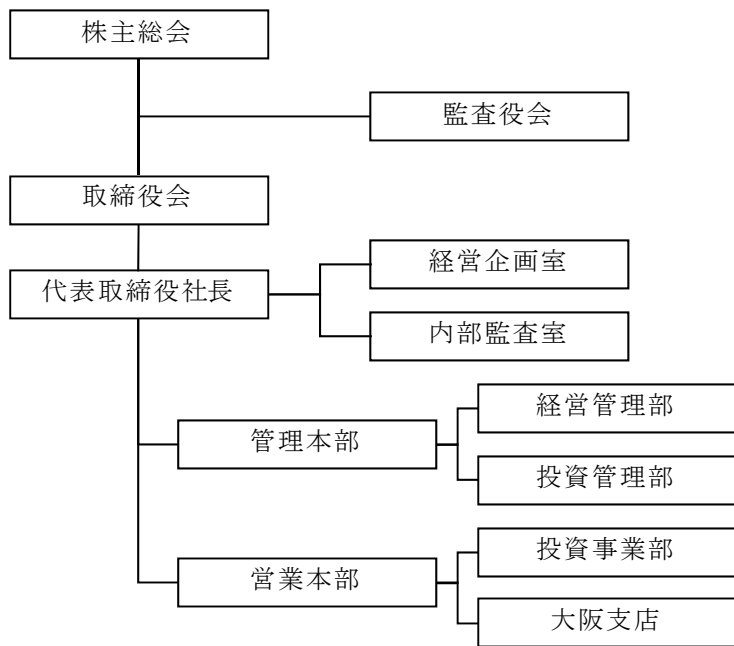 株主総会
監査役会
取締役会
代表取締役社長
経営企画室
内部監査室
管理本部
経営管理部
投資管理部
営業本部
投資事業部
大阪支店